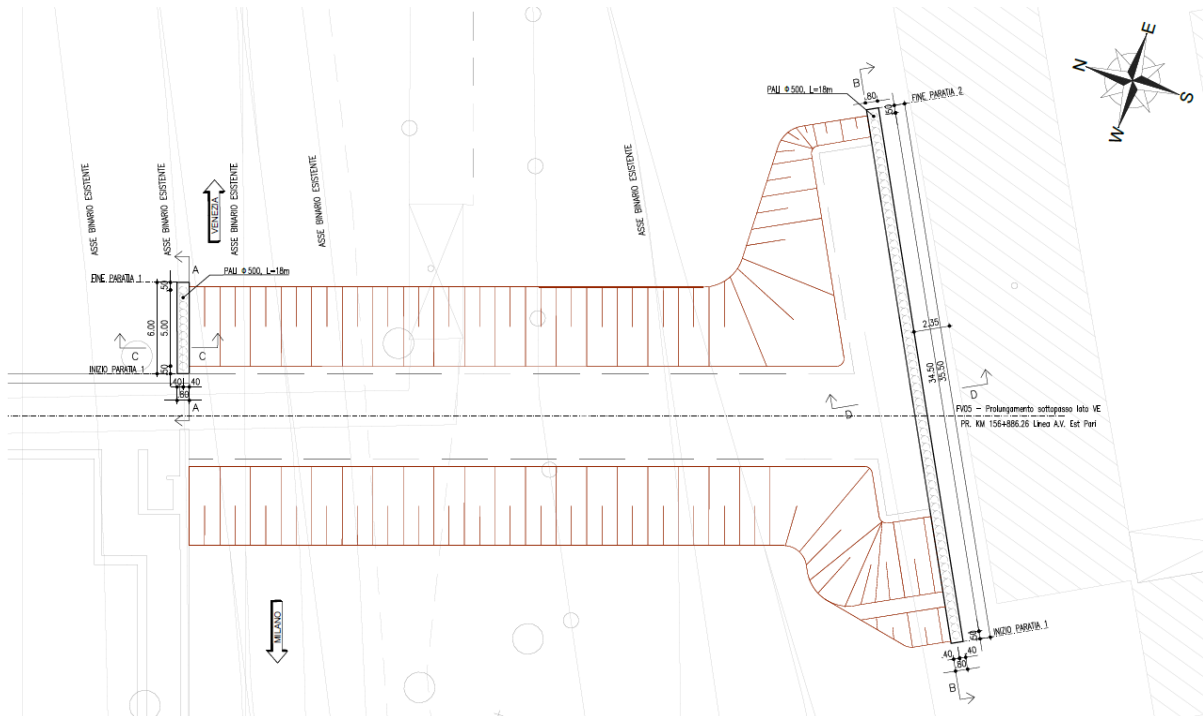 E
N
S
W
B
.80
PALI Φ500, L=18m
FINE PARATIA 2
.50
ASSE BINARIO ESISTENTE
ASSE BINARIO ESISTENTE
ASSE BINARIO ESISTENTE
ASSE BINARIO ESISTENTE
ASSE BINARIO ESISTENTE
VENEZIA
A
FINE PARATIA 1
PALI Φ500, L=18m
.50
6.00
5.00
C
C
2.35
INIZIO PARATIA 1
.50
.40
.40
.80
A
34.50
35.50
D
D
FV05 – Prolungamento sottopasso lato VE
PR. KM 156+886.26 Linea A.V. Est Pari
MILANO
INIZIO PARATIA 1
.50
.40
.40
.80
B